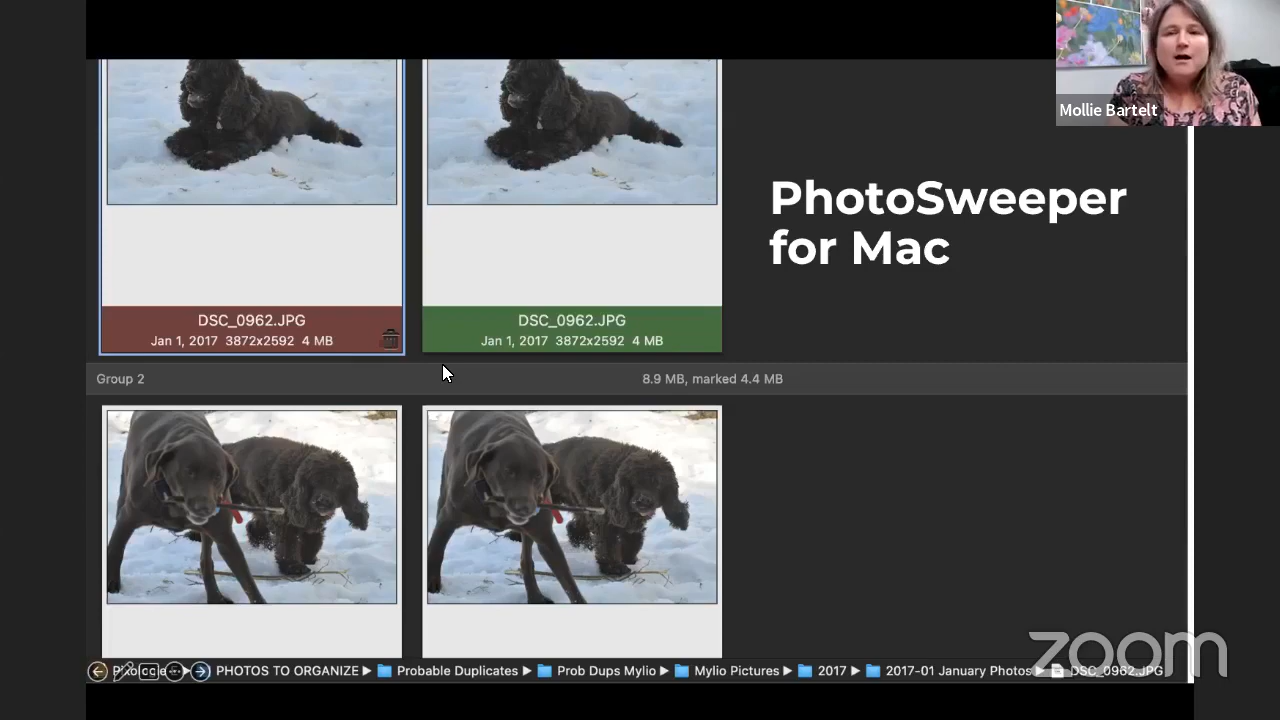 Mollie Bartelt
PhotoSweeper
for Mac
DSC_0962.JPG
Jan 1, 2017 3872x2592 4 MB
DSC_0962.JPG
Jan 1, 2017 3872x2592 4 MB
Group 2
8.9 MB, marked 4.4 MB
zoom
cc PHOTOS TO ORGANIZE ▶ Probable Duplicates ▶ Prob Dups Mylio ▶ Mylio Pictures ▶ 2017 ▶ 2017-01 January Photos ▶ DSC_0962.JPG